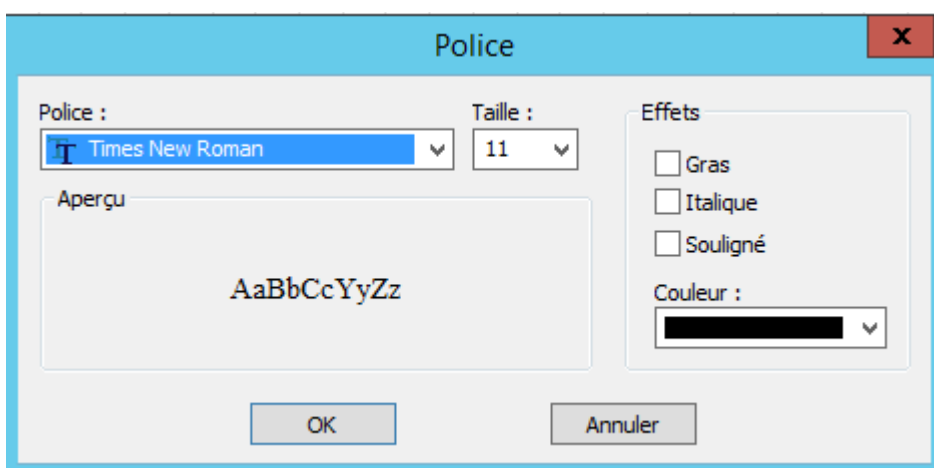 Police
x
Police :
Taille :
Effets
Times New Roman
11
Gras
Aperçu
Italique
Souligné
AaBbCcYyZz
Couleur :
OK
Annuler